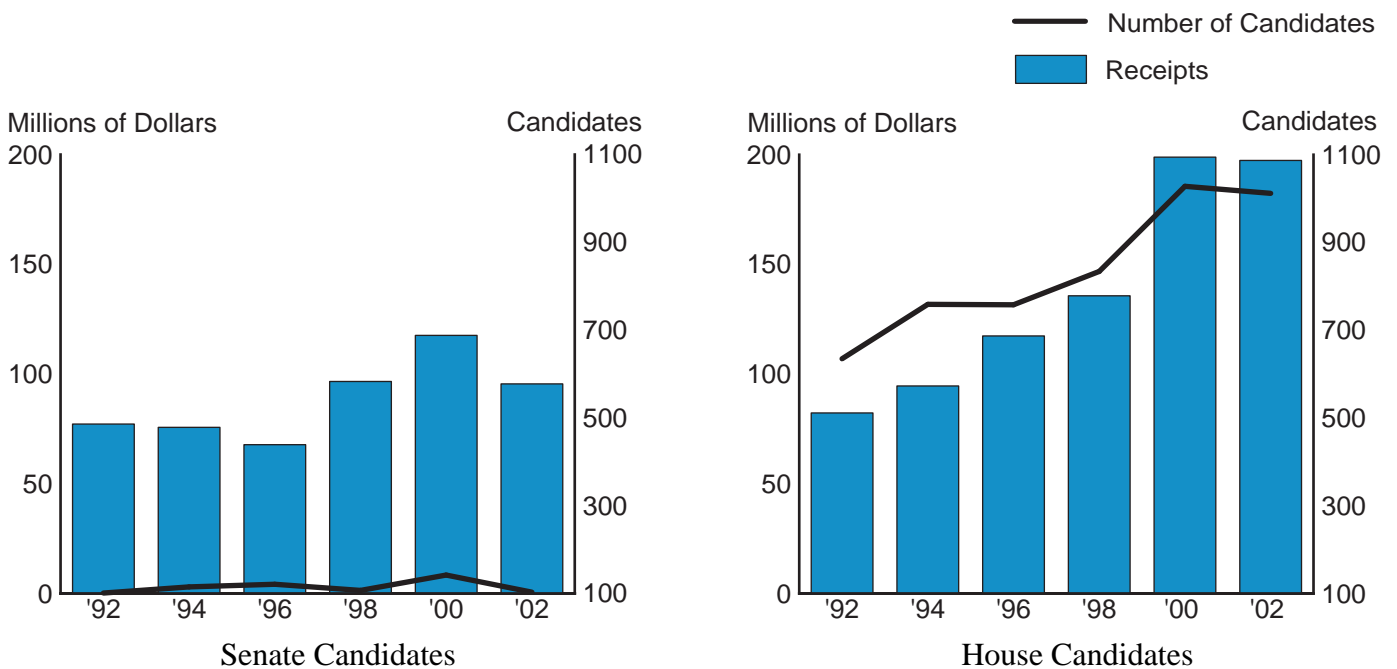 Number of Candidates
Receipts
Millions of Dollars
Candidates
200
150
100
50
0
1100
900
700
500
300
100
'92 '94 '96 '98 '00 '02
Senate Candidates
Millions of Dollars
Candidates
200
150
100
50
0
1100
900
700
500
300
100
'92 '94 '96 '98 '00 '02
House Candidates